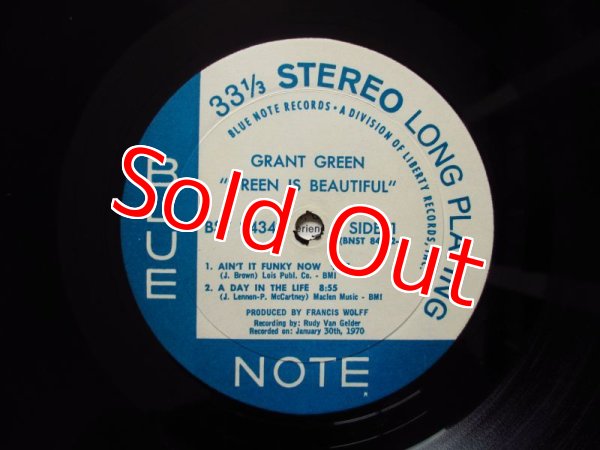 33⅓ STEREO LONG PLAYING
BLUE NOTE RECORDS • A DIVISION OF LIBERTY RECORDS,
GRANT GREEN
IS BEAUTIFUL"
SIDE 1
1. AIN'T IT FUNKY NOW
(J. Brown) Lois Publ. Co. - BMI
2. A DAY IN THE LIFE 8:55
(J. Lennon-P. McCartney) Maclen Music - BMI
PRODUCED BY FRANCIS WOLFF
Recording by: Rudy Van Gelder
Recorded on: January 30th, 1970
BLUE
NOTE
Sold Out